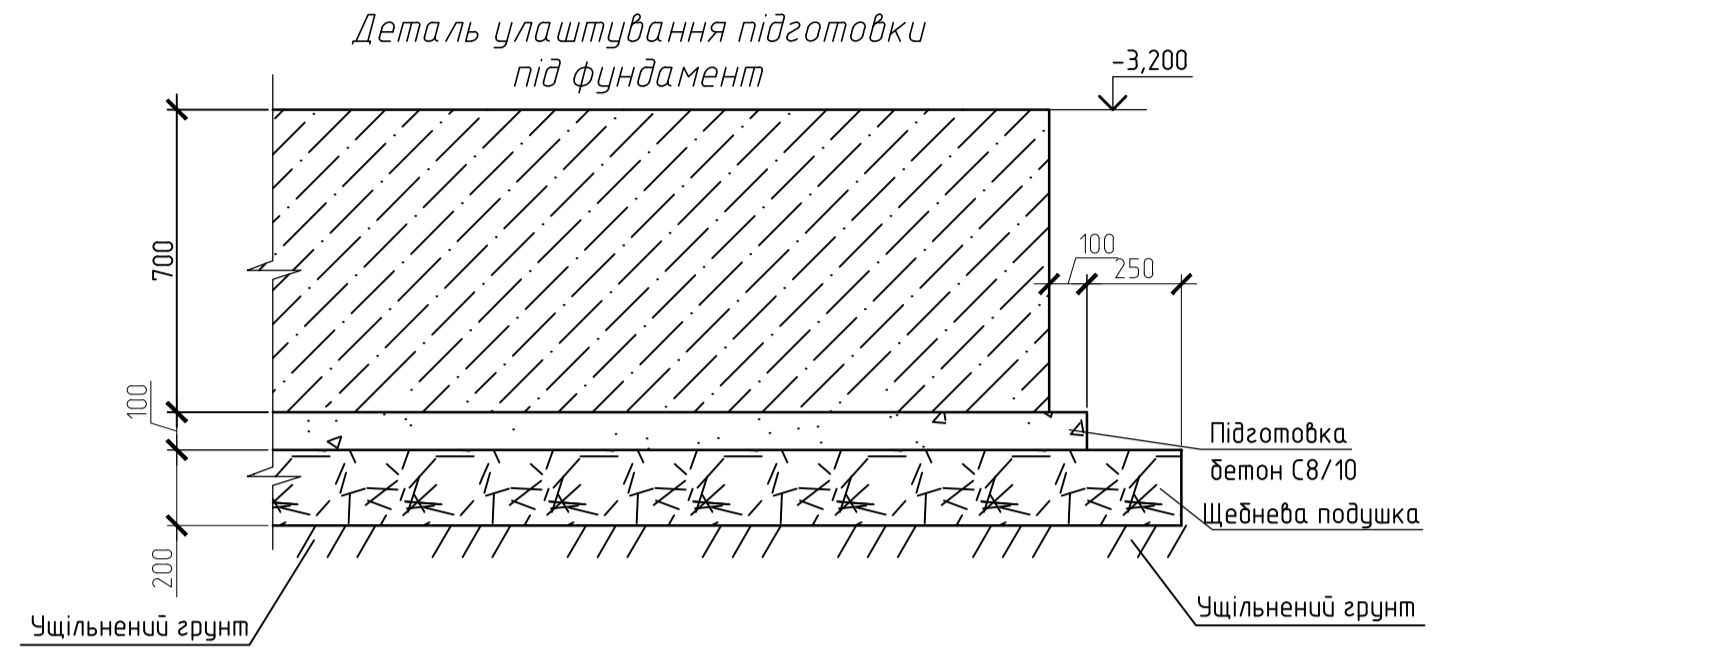 Деталь улаштування підготовки
під фундамент
-3,200
700
100
250
100
Підготовка
бетон С8/10
Щебнева подушка
200
Ущільнений грунт
Ущільнений грунт